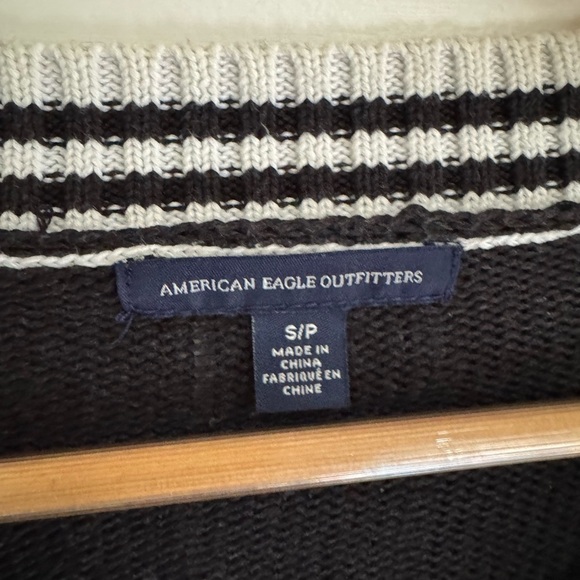 AMERICAN EAGLE OUTFITTERS
S/P
MADE IN
CHINA
FABRIQUÉ EN
CHINE